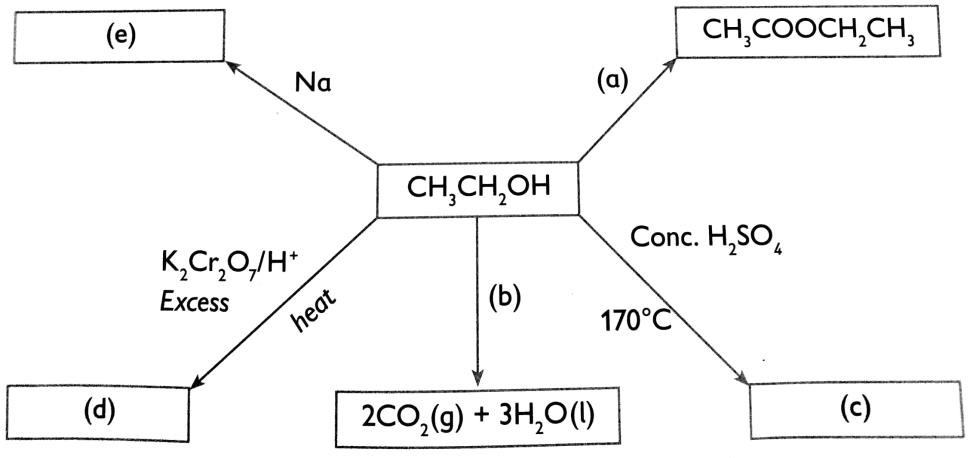 (e)
CH₃COOCH₂CH₃
Na
(a)
CH₃CH₂OH
K₂Cr₂O₇/H⁺
Excess
heat
(b)
Conc. H₂SO₄
170°C
(d)
2CO₂(g) + 3H₂O(l)
(c)